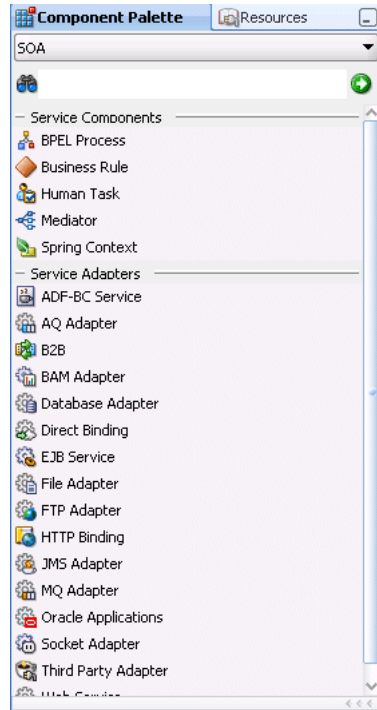 Component Palette Resources
SOA
Service Components
BPEL Process
Business Rule
Human Task
Mediator
Spring Context
Service Adapters
ADF-BC Service
AQ Adapter
B2B
BAM Adapter
Database Adapter
Direct Binding
EJB Service
File Adapter
FTP Adapter
HTTP Binding
JMS Adapter
MQ Adapter
Oracle Applications
Socket Adapter
Third Party Adapter
Web Service